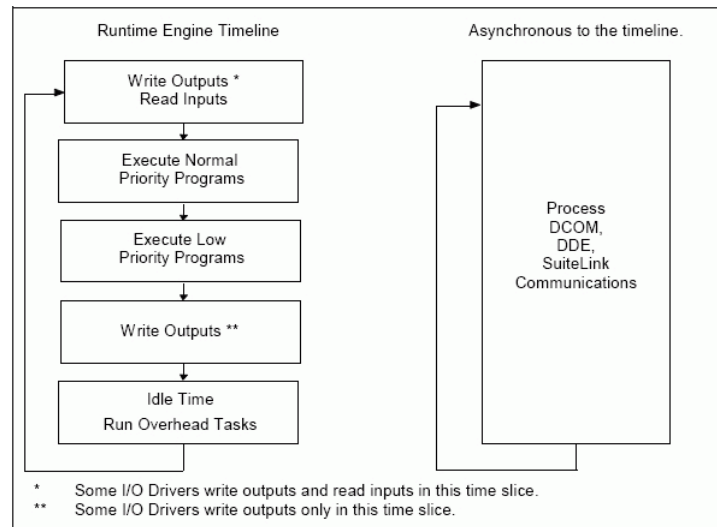 Runtime Engine Timeline
Asynchronous to the timeline.
Write Outputs *
Read Inputs
Execute Normal
Priority Programs
Execute Low
Priority Programs
Write Outputs **
Idle Time
Run Overhead Tasks
Process
DCOM,
DDE,
SuiteLink
Communications
* Some I/O Drivers write outputs and read inputs in this time slice.
** Some I/O Drivers write outputs only in this time slice.